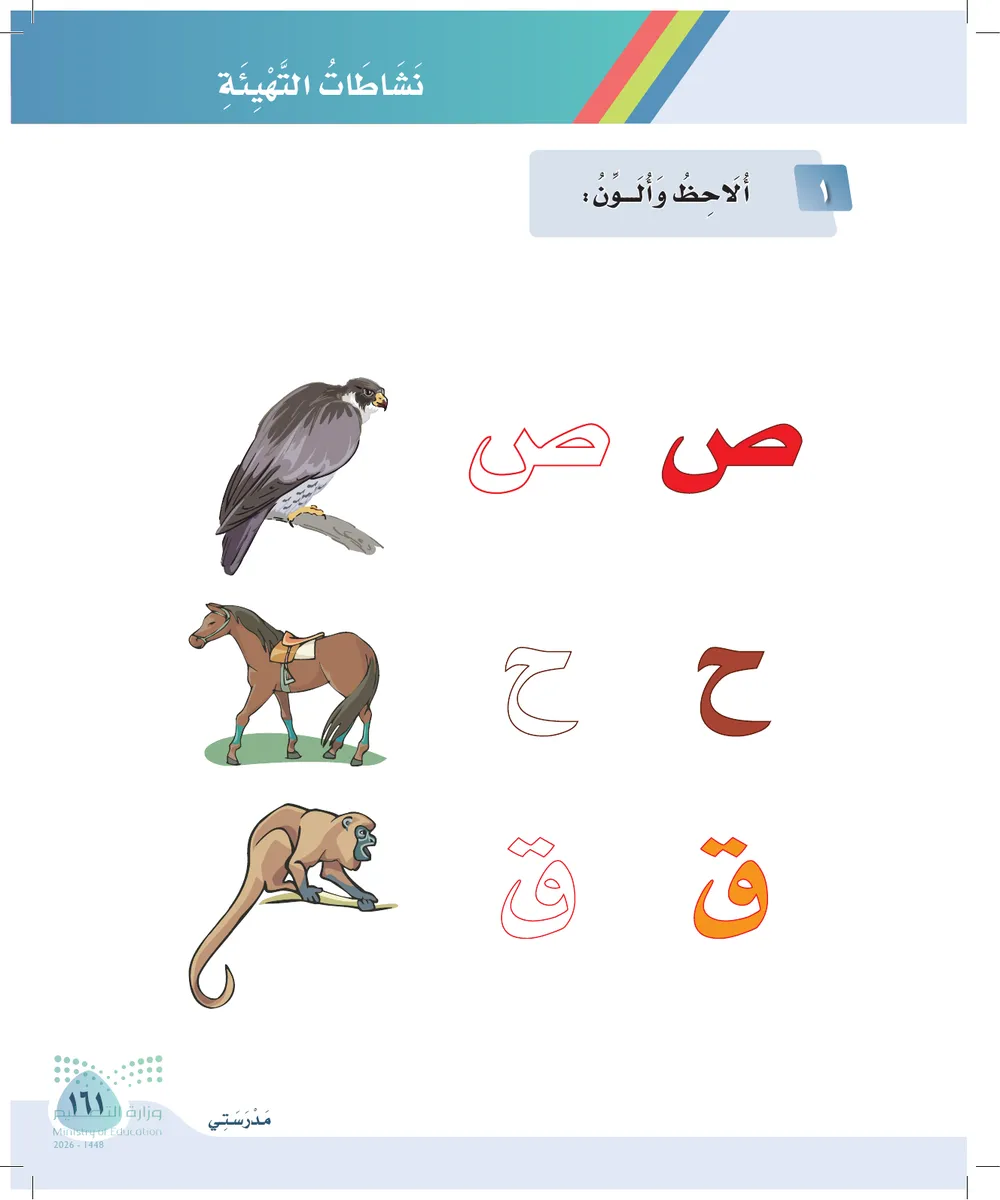 نَشَاطَاتُ التَّهْيِئَةِ
١
أُلَاحِظُ وَأُلَـوِّنُ:
ص ص
ح ح
ق ق
مَدْرَسَتِي
١٦١
وزارة التعليم
Ministry of Education
2026 - 1448